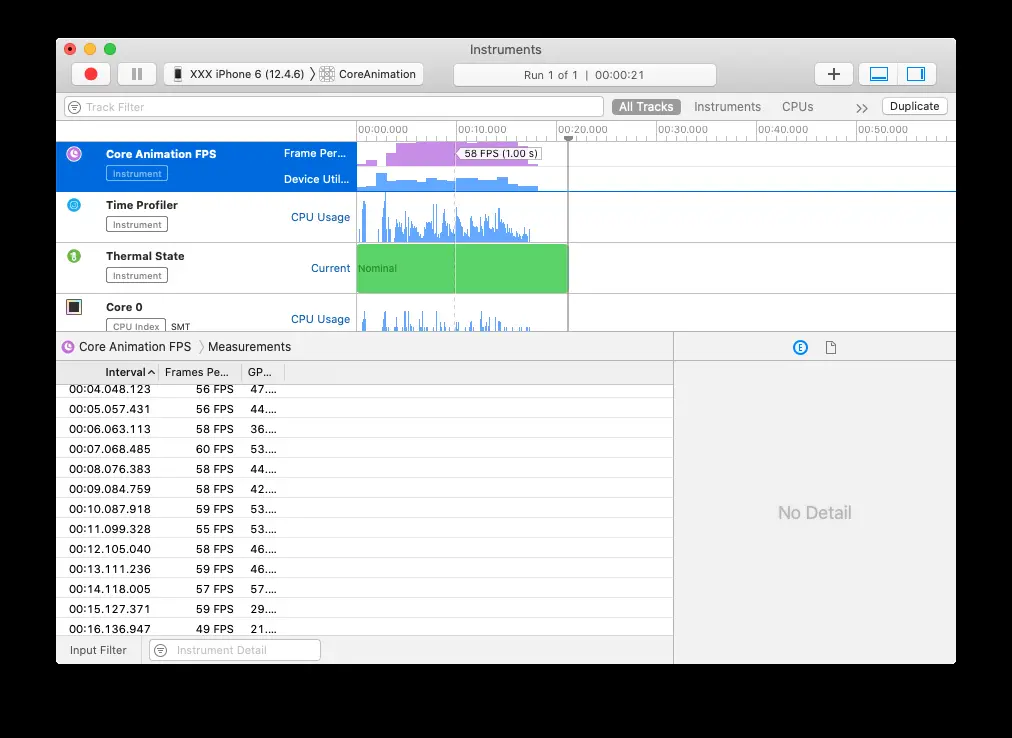 Instruments
XXX iPhone 6 (12.4.6) 〉 CoreAnimation
Run 1 of 1 | 00:00:21
Track Filter
All Tracks Instruments CPUs Duplicate
00:00.000 00:10.000 00:20.000 00:30.000 00:40.000 00:50.000
Core Animation FPS
Instrument
Frame Per...
58 FPS (1.00 s)
Device Util...
Time Profiler
Instrument
CPU Usage
Thermal State
Instrument
Current
Nominal
Core 0
CPU Index SMT
CPU Usage
Core Animation FPS 〉 Measurements
Interval Frames Pe... GP...
00:04.048.123 56 FPS 47....
00:05.057.431 56 FPS 44....
00:06.063.113 58 FPS 36....
00:07.068.485 60 FPS 53....
00:08.076.383 58 FPS 44....
00:09.084.759 58 FPS 42....
00:10.087.918 59 FPS 53....
00:11.099.328 55 FPS 53....
00:12.105.040 58 FPS 46....
00:13.111.236 59 FPS 46....
00:14.118.005 57 FPS 57....
00:15.127.371 59 FPS 29....
00:16.136.947 49 FPS 21....
No Detail
Input Filter Instrument Detail